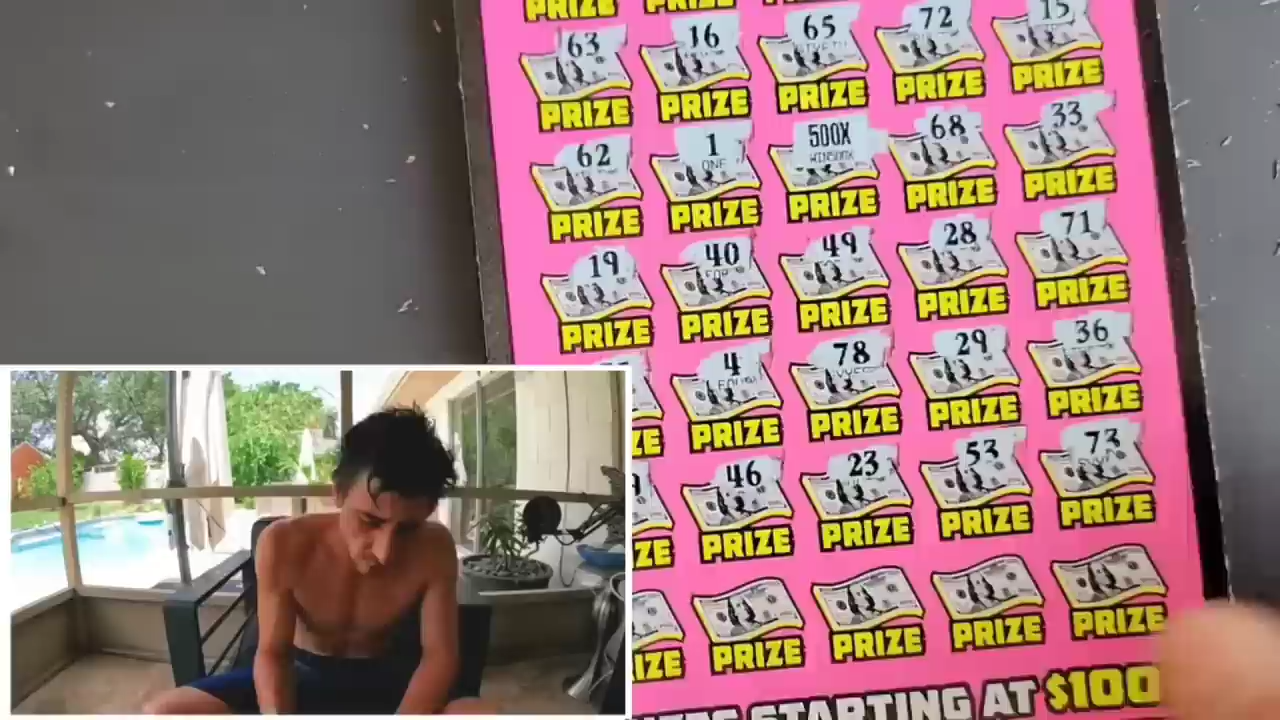 PRIZE PRIZE
63 16 65 72 15
PRIZE PRIZE PRIZE PRIZE PRIZE
62 1 500X 68 33
ONE WIN500X
PRIZE PRIZE PRIZE PRIZE PRIZE
19 40 49 28 71
PRIZE PRIZE PRIZE PRIZE PRIZE
4 78 29 36
PRIZE PRIZE PRIZE PRIZE
46 23 53 73
PRIZE PRIZE PRIZE PRIZE
PRIZE PRIZE PRIZE PRIZE
STARTING AT $100